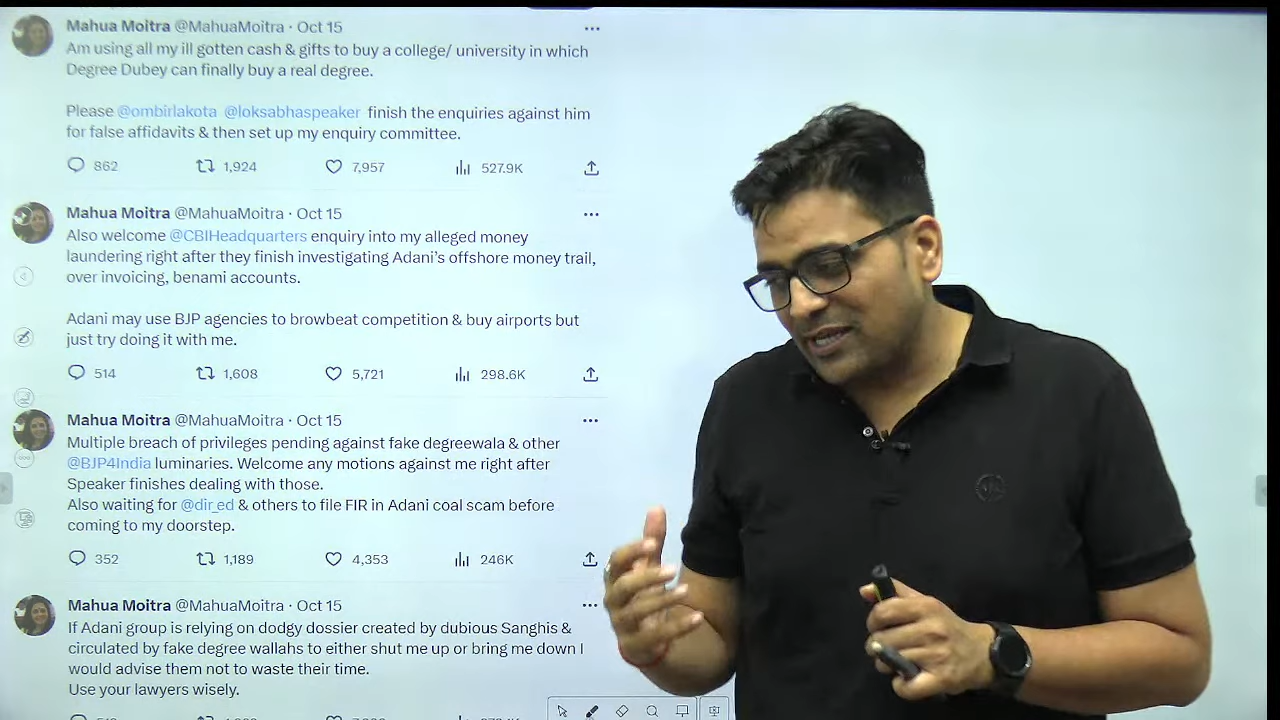 Mahua Moitra @MahuaMoitra · Oct 15
Am using all my ill gotten cash & gifts to buy a college/ university in which
Degree Dubey can finally buy a real degree.
Please @ombirlakota @loksabhaspeaker finish the enquiries against him
for false affidavits & then set up my enquiry committee.
862 1,924 7,957 527.9K
Mahua Moitra @MahuaMoitra · Oct 15
Also welcome @CBIHeadquarters enquiry into my alleged money
laundering right after they finish investigating Adani's offshore money trail,
over invoicing, benami accounts.
Adani may use BJP agencies to browbeat competition & buy airports but
just try doing it with me.
514 1,608 5,721 298.6K
Mahua Moitra @MahuaMoitra · Oct 15
Multiple breach of privileges pending against fake degreewala & other
@BJP4India luminaries. Welcome any motions against me right after
Speaker finishes dealing with those.
Also waiting for @dir_ed & others to file FIR in Adani coal scam before
coming to my doorstep.
352 1,189 4,353 246K
Mahua Moitra @MahuaMoitra · Oct 15
If Adani group is relying on dodgy dossier created by dubious Sanghis &
circulated by fake degree wallahs to either shut me up or bring me down I
would advise them not to waste their time.
Use your lawyers wisely.